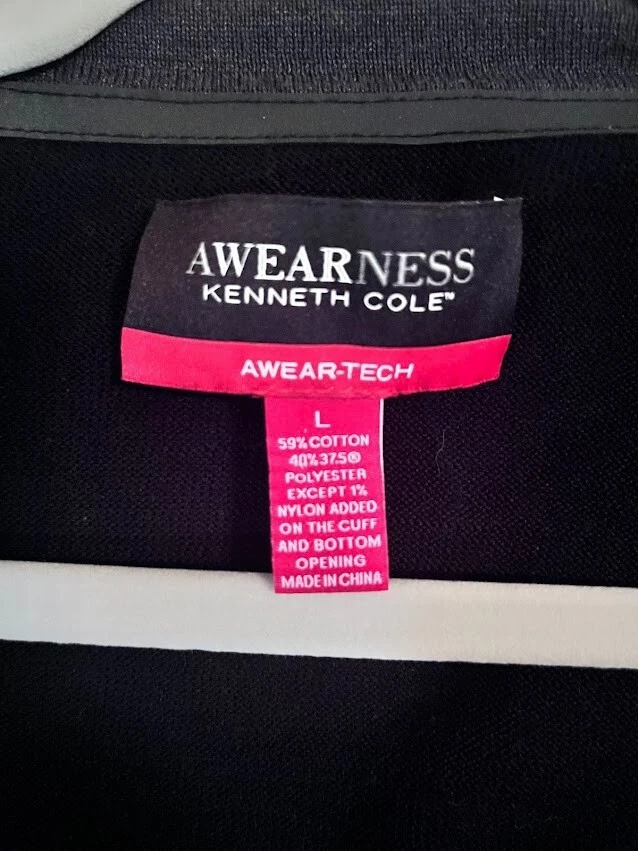 AWEARNESS
KENNETH COLE™
AWEAR-TECH
L
59% COTTON
40% 37.5®
POLYESTER
EXCEPT 1%
NYLON ADDED
ON THE CUFF
AND BOTTOM
OPENING
MADE IN CHINA